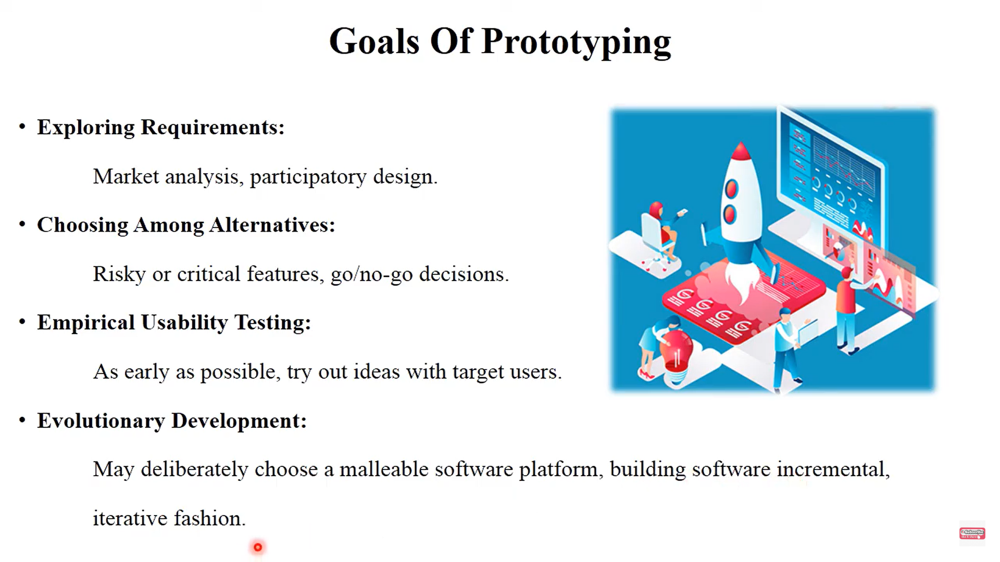 Goals Of Prototyping
• Exploring Requirements:
Market analysis, participatory design.
• Choosing Among Alternatives:
Risky or critical features, go/no-go decisions.
• Empirical Usability Testing:
As early as possible, try out ideas with target users.
• Evolutionary Development:
May deliberately choose a malleable software platform, building software incremental,
iterative fashion.
@Subscribe
like & share